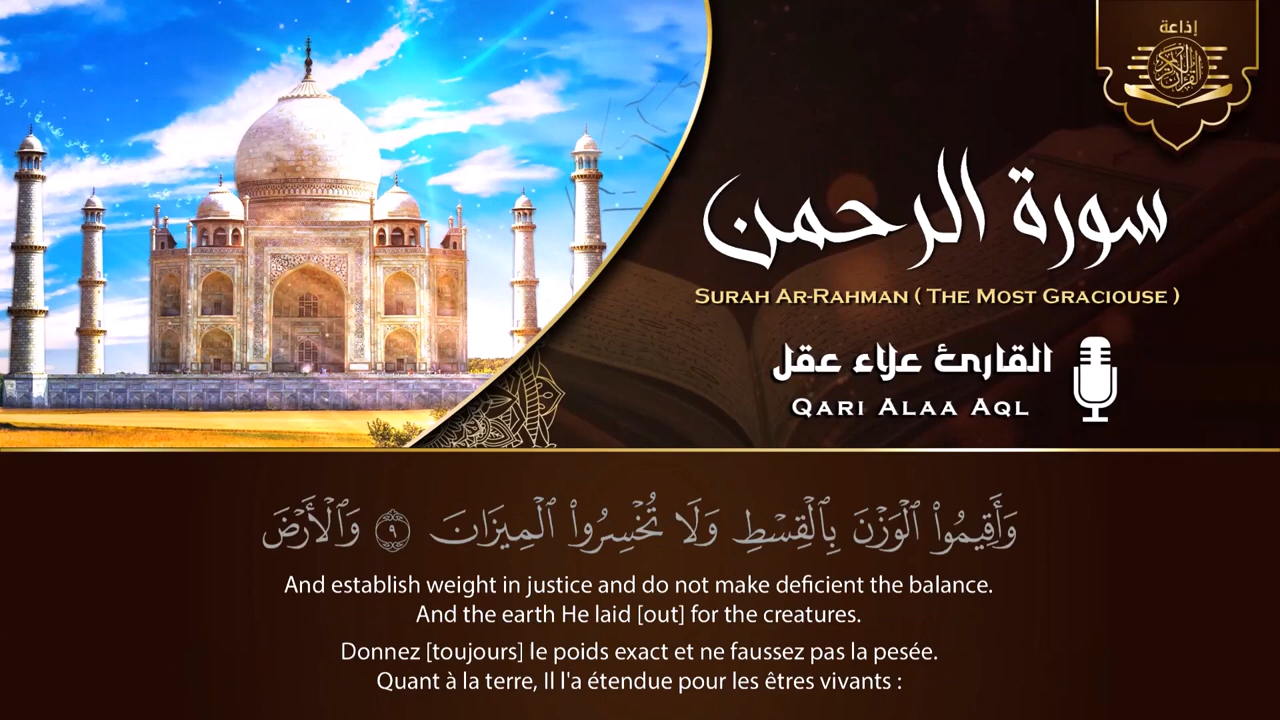 إذاعة
القرآن الكريم
سورة الرحمن
SURAH AR-RAHMAN ( THE MOST GRACIOUSE )
القارئ علاء عقل
QARI ALAA AQL
وَأَقِيمُوا۟ ٱلْوَزْنَ بِٱلْقِسْطِ وَلَا تُخْسِرُوا۟ ٱلْمِيزَانَ ٩ وَٱلْأَرْضَ
And establish weight in justice and do not make deficient the balance.
And the earth He laid [out] for the creatures.
Donnez [toujours] le poids exact et ne faussez pas la pesée.
Quant à la terre, Il l'a étendue pour les êtres vivants :